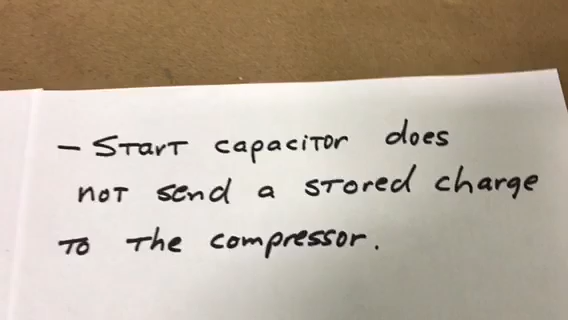 - Start capacitor does
not send a stored charge
to the compressor.